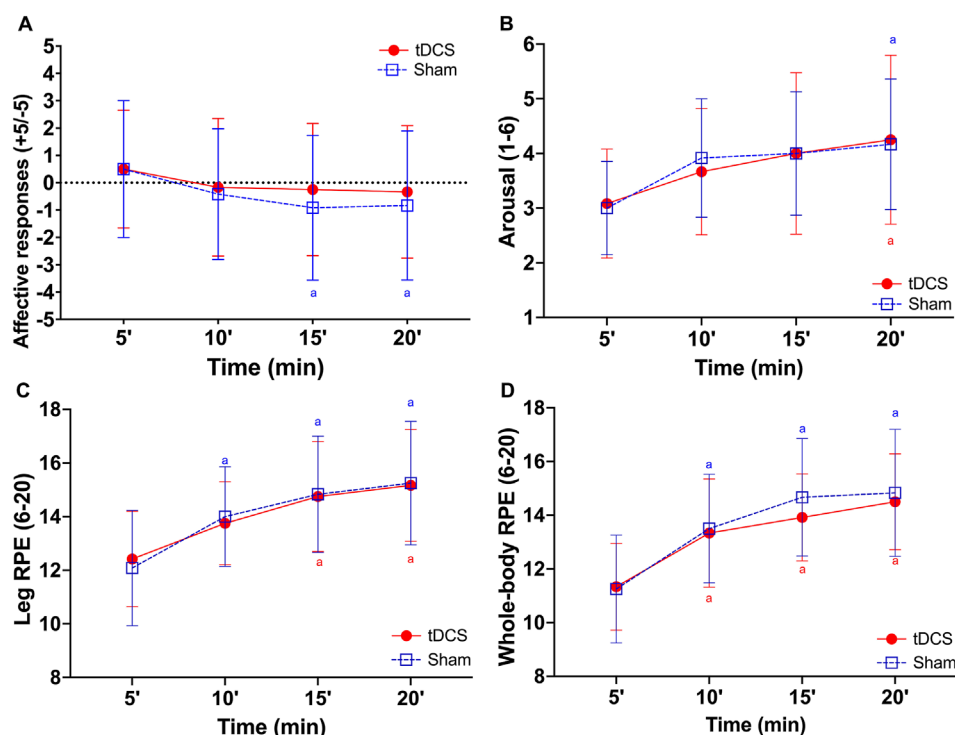 A
Affective responses (+5/-5)
5
4
3
2
1
0
-1
-2
-3
-4
-5
tDCS
Sham
a
a
5'
10'
15'
20'
Time (min)
B
Arousal (1-6)
6
5
4
3
2
1
a
a
tDCS
Sham
5'
10'
15'
20'
Time (min)
C
Leg RPE (6-20)
18
16
14
12
10
8
a
a
a
a
a
tDCS
Sham
5'
10'
15'
20'
Time (min)
D
Whole-body RPE (6-20)
18
16
14
12
10
8
a
a
a
a
a
a
tDCS
Sham
5'
10'
15'
20'
Time (min)